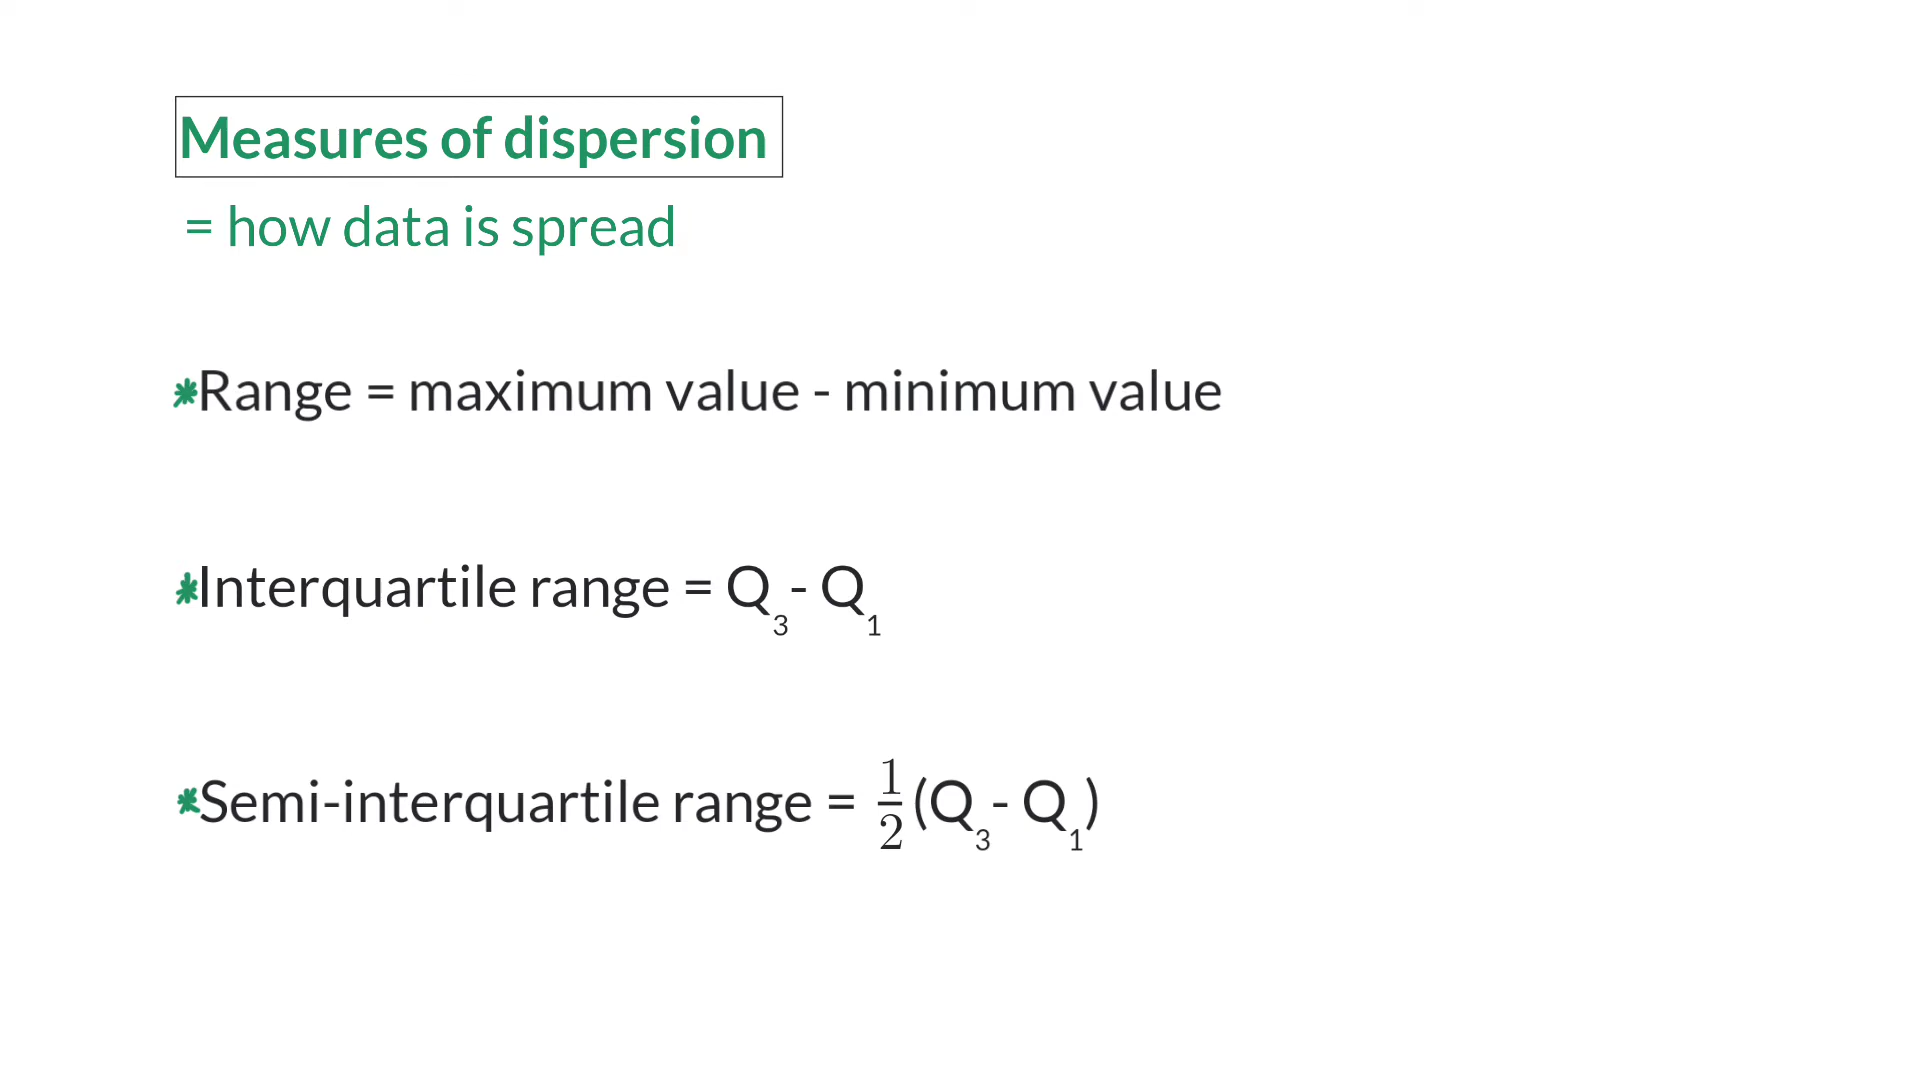 Measures of dispersion
= how data is spread
*Range = maximum value - minimum value
*Interquartile range = Q₃- Q₁
*Semi-interquartile range = ½(Q₃- Q₁)